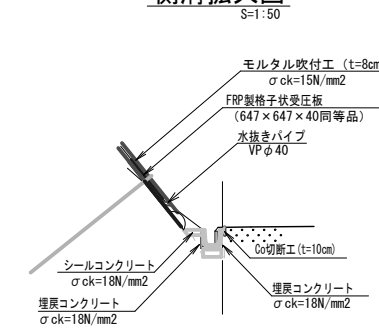 側溝拡大図
S=1:50
モルタル吹付工 (t=8cm
σck=15N/mm2
FRP製格子状受圧板
(647×647×40同等品)
水抜きパイプ
VPφ40
シールコンクリート
σck=18N/mm2
Co切断工(t=10cm)
埋戻コンクリート
σck=18N/mm2
埋戻コンクリート
σck=18N/mm2